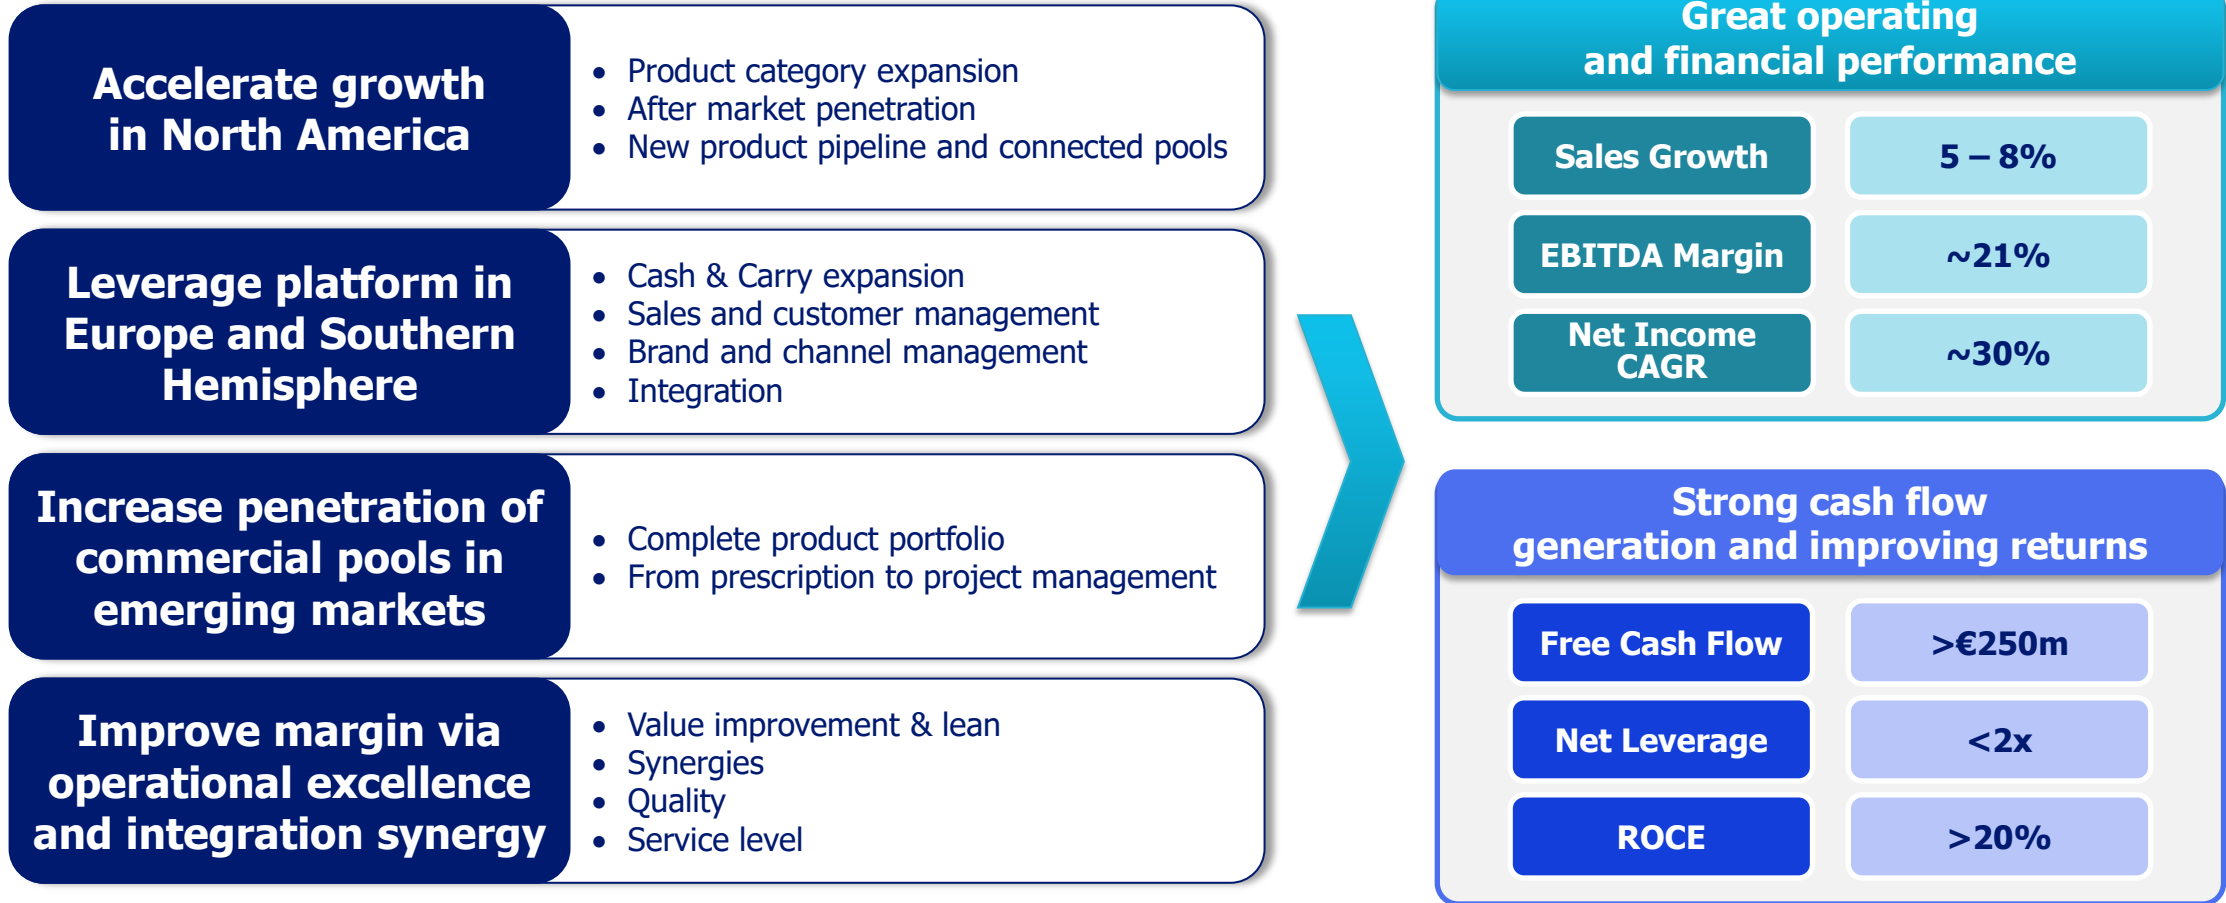 Accelerate growth
in North America
• Product category expansion
• After market penetration
• New product pipeline and connected pools
Leverage platform in
Europe and Southern
Hemisphere
• Cash & Carry expansion
• Sales and customer management
• Brand and channel management
• Integration
Increase penetration of
commercial pools in
emerging markets
• Complete product portfolio
• From prescription to project management
Improve margin via
operational excellence
and integration synergy
• Value improvement & lean
• Synergies
• Quality
• Service level
Great operating
and financial performance
Sales Growth
5 – 8%
EBITDA Margin
~21%
Net Income
CAGR
~30%
Strong cash flow
generation and improving returns
Free Cash Flow
>€250m
Net Leverage
<2x
ROCE
>20%